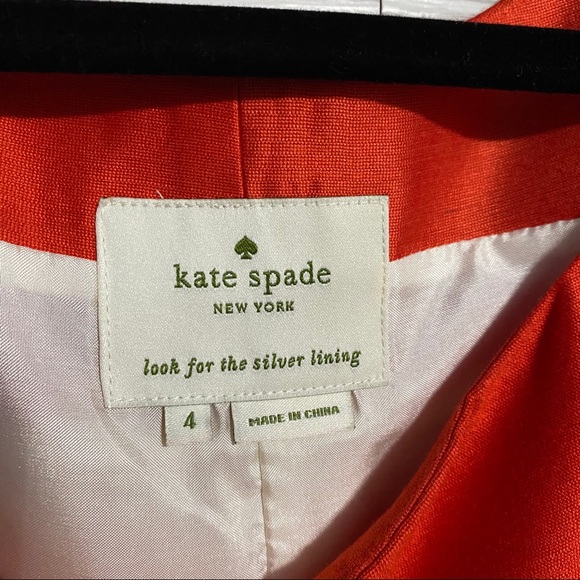 kate spade
NEW YORK
look for the silver lining
4
MADE IN CHINA